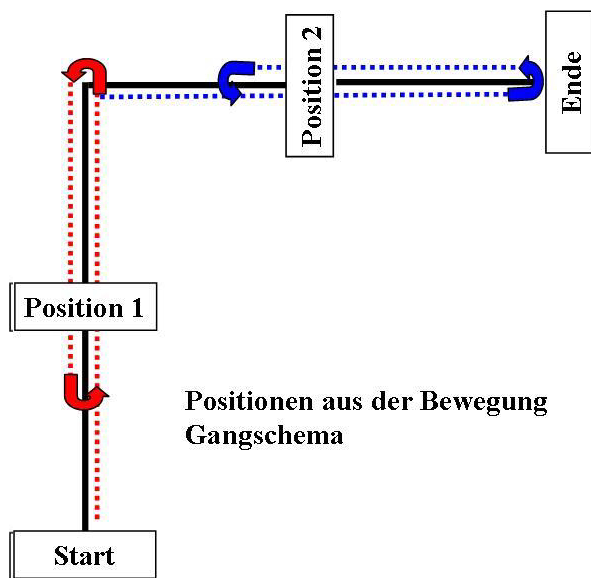 Position 2
Ende
Position 1
Positionen aus der Bewegung
Gangschema
Start